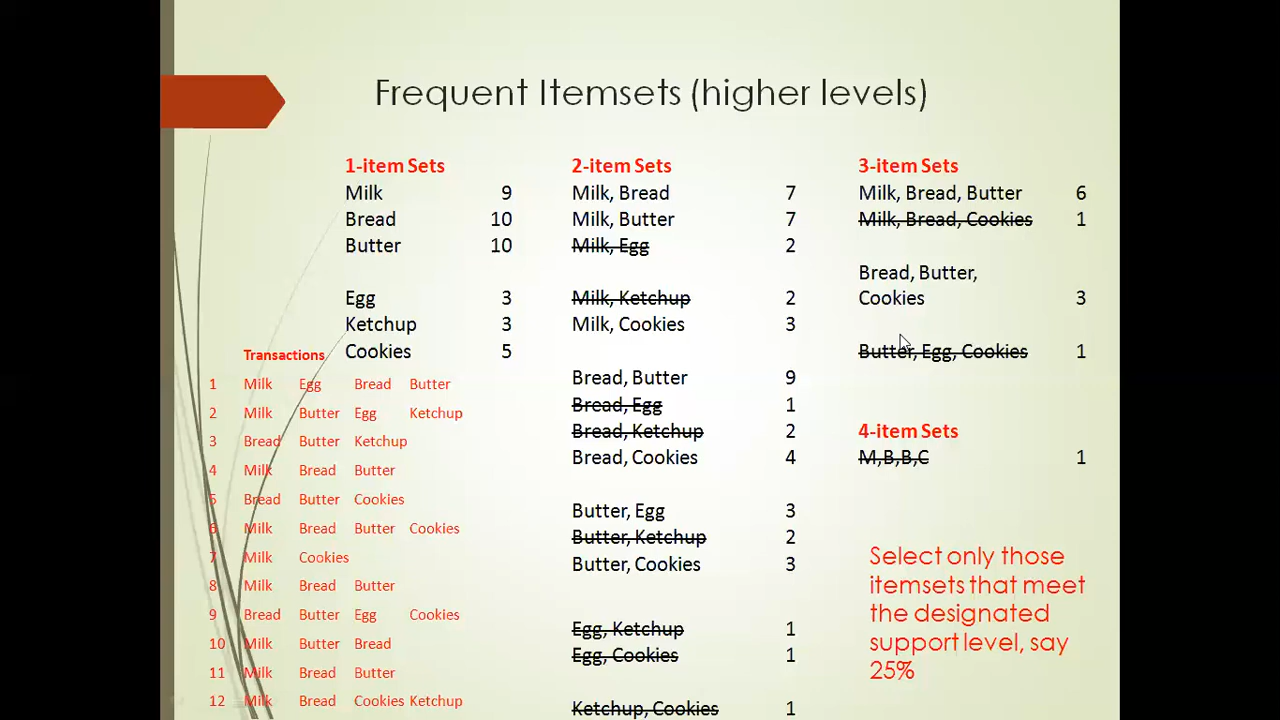 Frequent Itemsets (higher levels)
1-item Sets
Milk 9
Bread 10
Butter 10
Egg 3
Ketchup 3
Cookies 5
2-item Sets
Milk, Bread 7
Milk, Butter 7
Milk, Egg 2
Milk, Ketchup 2
Milk, Cookies 3
Bread, Butter 9
Bread, Egg 1
Bread, Ketchup 2
Bread, Cookies 4
Butter, Egg 3
Butter, Ketchup 2
Butter, Cookies 3
Egg, Ketchup 1
Egg, Cookies 1
Ketchup, Cookies 1
3-item Sets
Milk, Bread, Butter 6
Milk, Bread, Cookies 1
Bread, Butter,
Cookies 3
Butter, Egg, Cookies 1
4-item Sets
M,B,B,C 1
Select only those
itemsets that meet
the designated
support level, say
25%
Transactions
1 Milk Egg Bread Butter
2 Milk Butter Egg Ketchup
3 Bread Butter Ketchup
4 Milk Bread Butter
5 Bread Butter Cookies
6 Milk Bread Butter Cookies
7 Milk Cookies
8 Milk Bread Butter
9 Bread Butter Egg Cookies
10 Milk Butter Bread
11 Milk Bread Butter
12 Milk Bread Cookies Ketchup